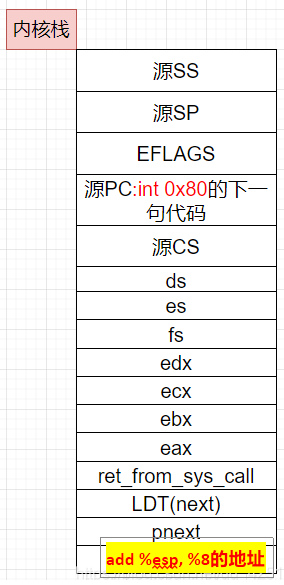 内核栈
源SS
源SP
EFLAGS
源PC:int 0x80的下一
句代码
源CS
ds
es
fs
edx
ecx
ebx
eax
ret_from_sys_call
LDT(next)
pnext
add %esp, %8的地址